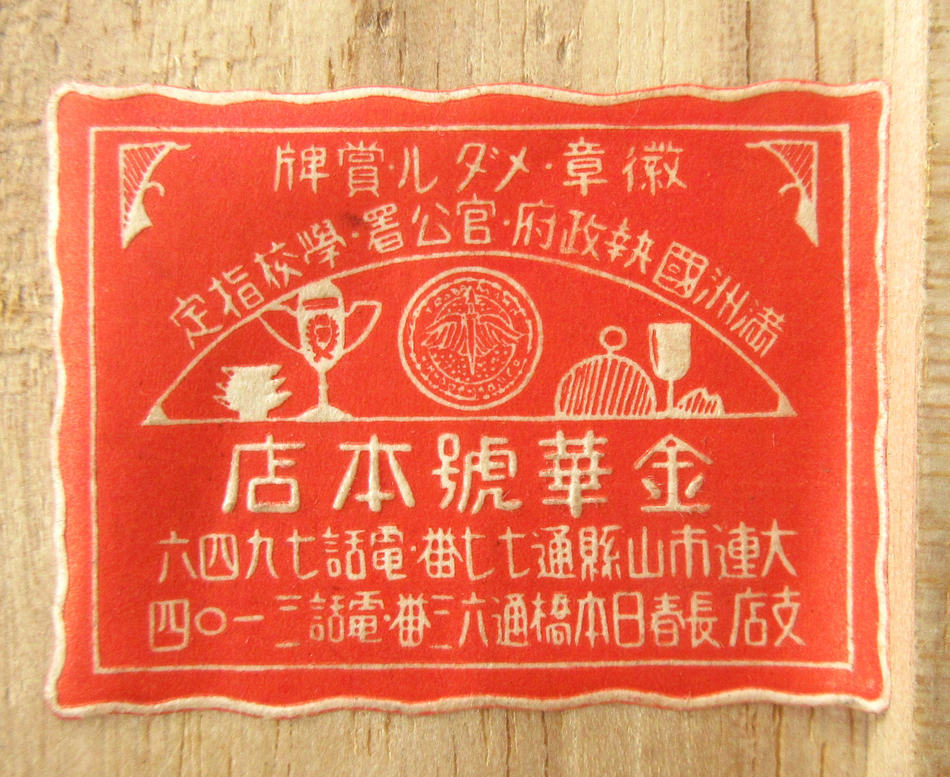 徽章·メダル·賞牌
満洲國執政府·官公署·學校指定
金華號本店
大連市山縣通七七番·電話七九四六
支店長春日本橋通六三番·電話三一〇四